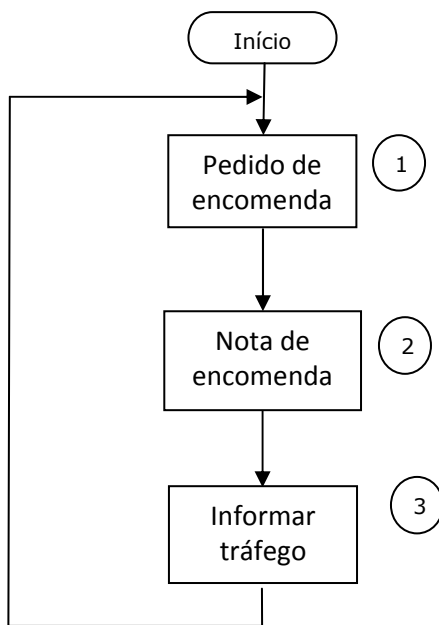 Início
Pedido de
encomenda
1
Nota de
encomenda
2
Informar
tráfego
3